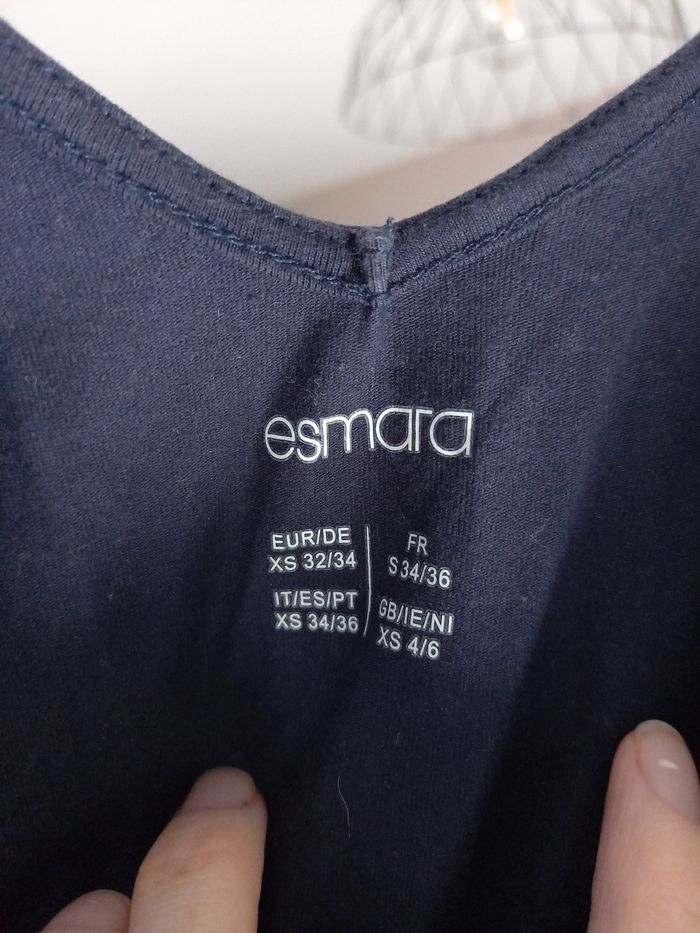 esmara
EUR/DE
XS 32/34
FR
S 34/36
IT/ES/PT
XS 34/36
GB/IE/NI
XS 4/6